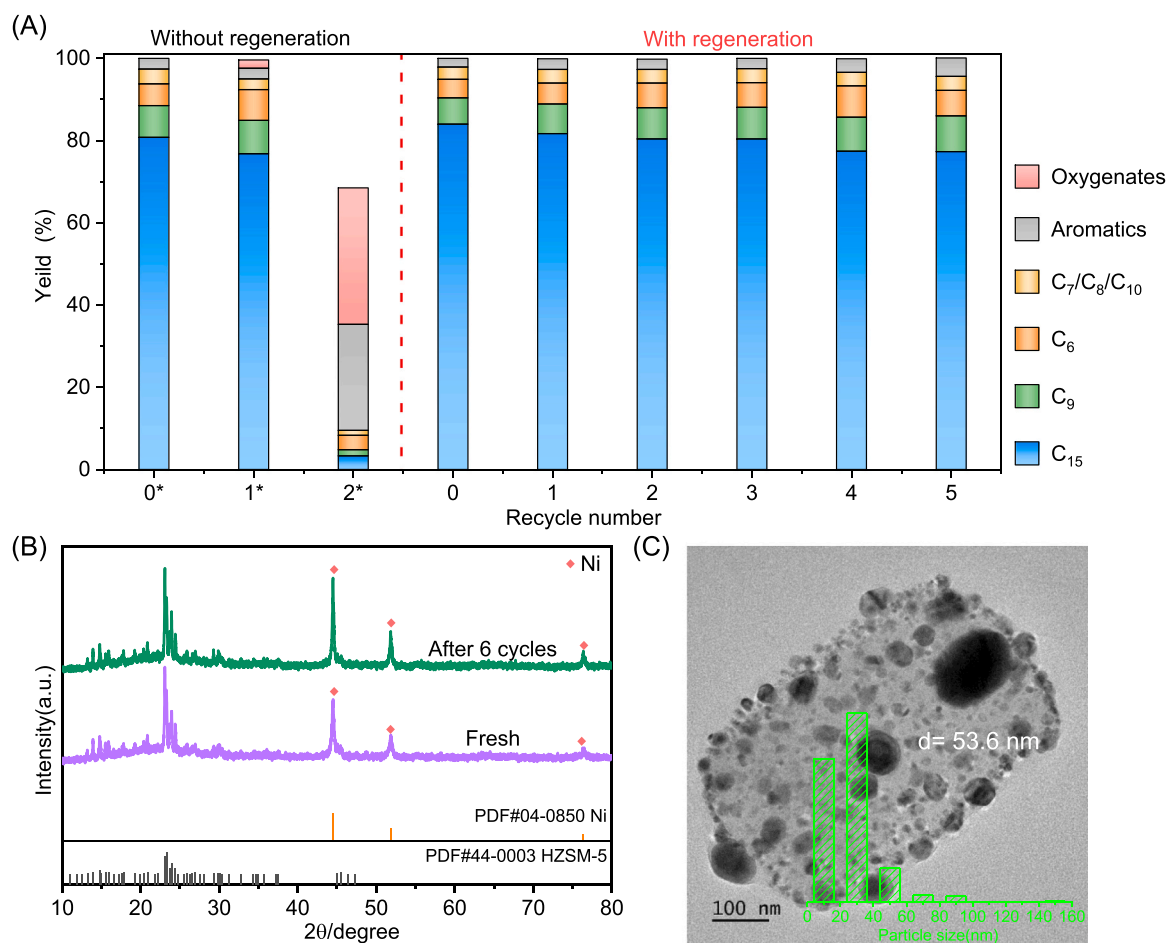 (A)
Without regeneration
With regeneration
100
80
60
40
20
0
Yeild (%)
0* 1* 2* 0 1 2 3 4 5
Recycle number
Oxygenates
Aromatics
C7/C8/C10
C6
C9
C15
(B)
Ni
After 6 cycles
Fresh
PDF#04-0850 Ni
PDF#44-0003 HZSM-5
Intensity(a.u.)
10 20 30 40 50 60 70 80
2θ/degree
(C)
d= 53.6 nm
100 nm
0 20 40 60 80 100 120 140 160
Particle size(nm)